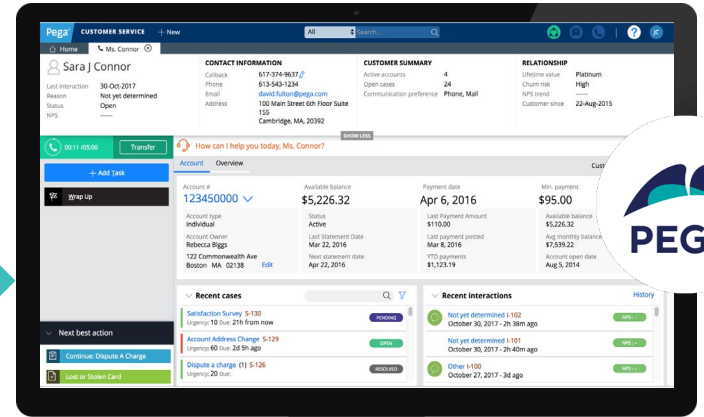 Pega CUSTOMER SERVICE + New All Search... ? JC
Home Ms. Connor
Sara J Connor
Last interaction 30-Oct-2017
Reason Not yet determined
Status Open
NPS -----
CONTACT INFORMATION
Callback 617-374-9637
Phone 613-543-1234
Email david.fulton@pega.com
Address 100 Main Street 6th Floor Suite
155
Cambridge, MA, 20392
CUSTOMER SUMMARY
Active accounts 4
Open cases 24
Communication preference Phone, Mail
RELATIONSHIP
Lifetime value Platinum
Churn risk High
NPS trend -----
Customer since 22-Aug-2015
SHOW LESS
00:11 /05:00 Transfer
+ Add Task
Wrap Up
Next best action
Continue: Dispute A Charge
Lost or Stolen Card
How can I help you today, Ms. Connor?
Account Overview Cust
Account #
123450000
Available balance
$5,226.32
Payment date
Apr 6, 2016
Min. payment
$95.00
Account type
Individual
Status
Active
Last Payment Amount
$110.00
Available balance
$5,226.32
Account Owner
Rebecca Biggs
Last Statement Date
Mar 22, 2016
Last payment posted
Mar 8, 2016
Avg monthly balance
$7,539.22
122 Commonwealth Ave
Boston MA 02138 Edit
Next statement date
Apr 22, 2016
YTD payments
$1,123.19
Account open date
Aug 5, 2014
Recent cases
Satisfaction Survey S-130
Urgency: 10 Due: 21h from now
PENDING
Account Address Change S-129
Urgency: 60 Due: 2d 5h ago
OPEN
Dispute a charge (1) S-126
Urgency: 20 Due:
RESOLVED
Recent interactions History
Not yet determined I-102
October 30, 2017 - 2h 38m ago
NPS: --
Not yet determined I-101
October 30, 2017 - 2h 40m ago
NPS: --
Other I-100
October 27, 2017 - 3d ago
NPS: --
PEG